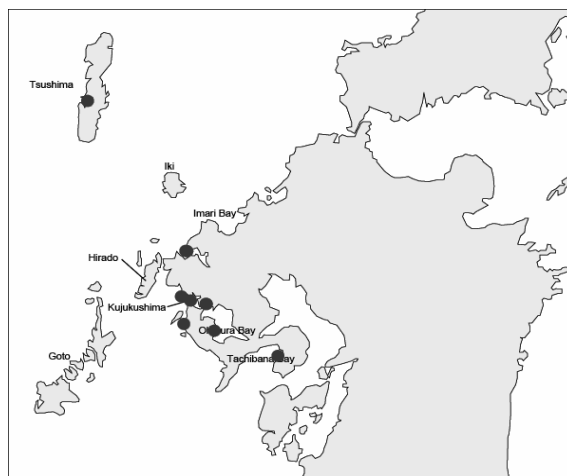 Tsushima
Iki
Imari Bay
Hirado
Kujukushima
Omura Bay
Goto
Tachibana Bay